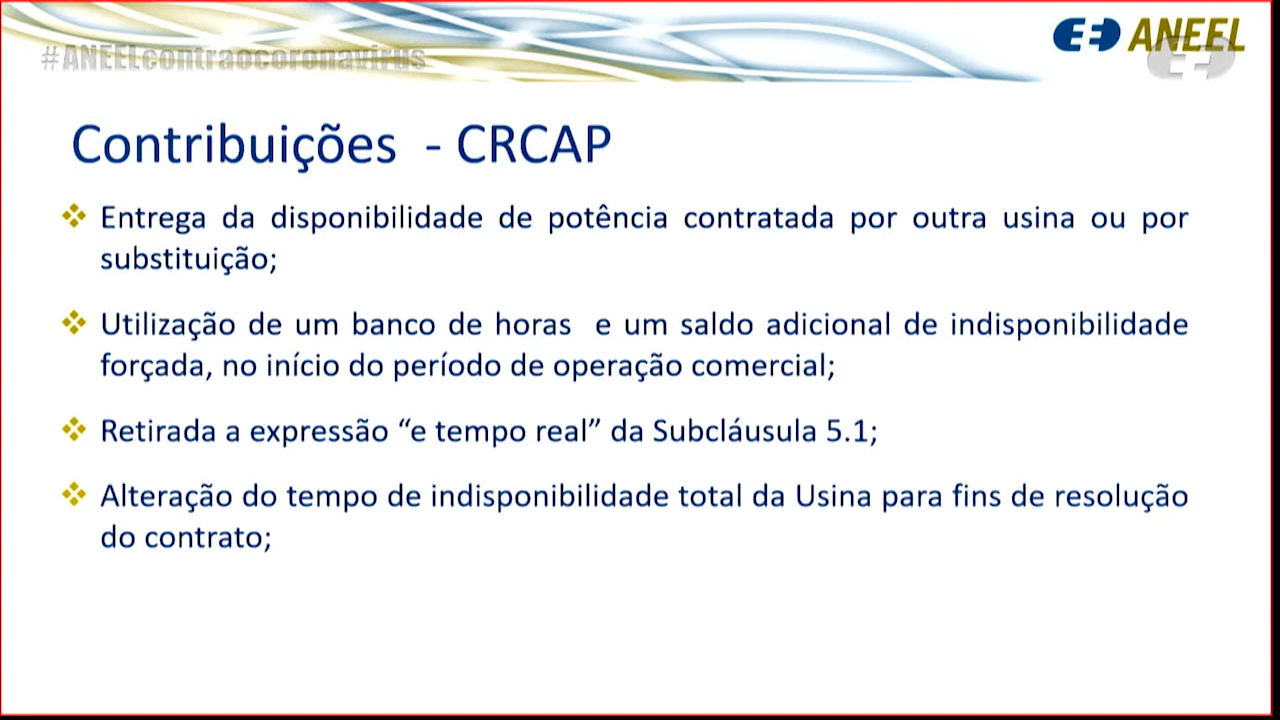 #ANEELcontraocoronavirus
ANEEL
Contribuições - CRCAP
Entrega da disponibilidade de potência contratada por outra usina ou por
substituição;
Utilização de um banco de horas e um saldo adicional de indisponibilidade
forçada, no início do período de operação comercial;
Retirada a expressão “e tempo real” da Subcláusula 5.1;
Alteração do tempo de indisponibilidade total da Usina para fins de resolução
do contrato;